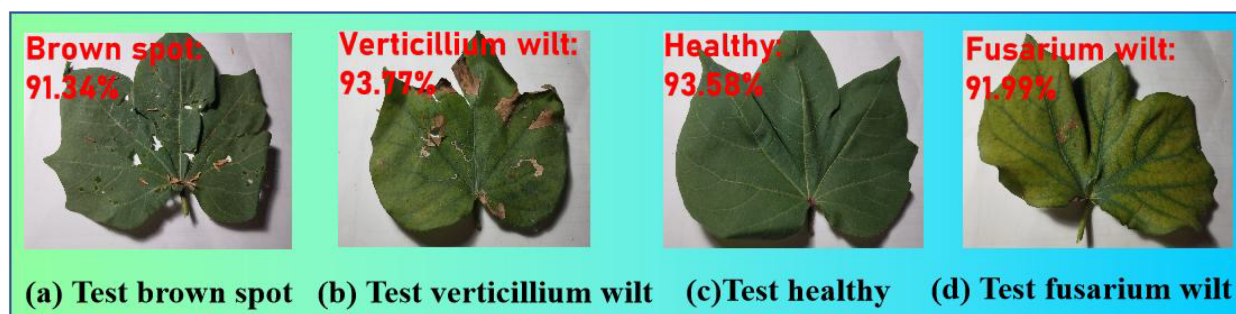 Brown spot:
91.34%
Verticillium wilt:
93.77%
Healthy:
93.58%
Fusarium wilt:
91.99%
(a) Test brown spot
(b) Test verticillium wilt
(c)Test healthy
(d) Test fusarium wilt